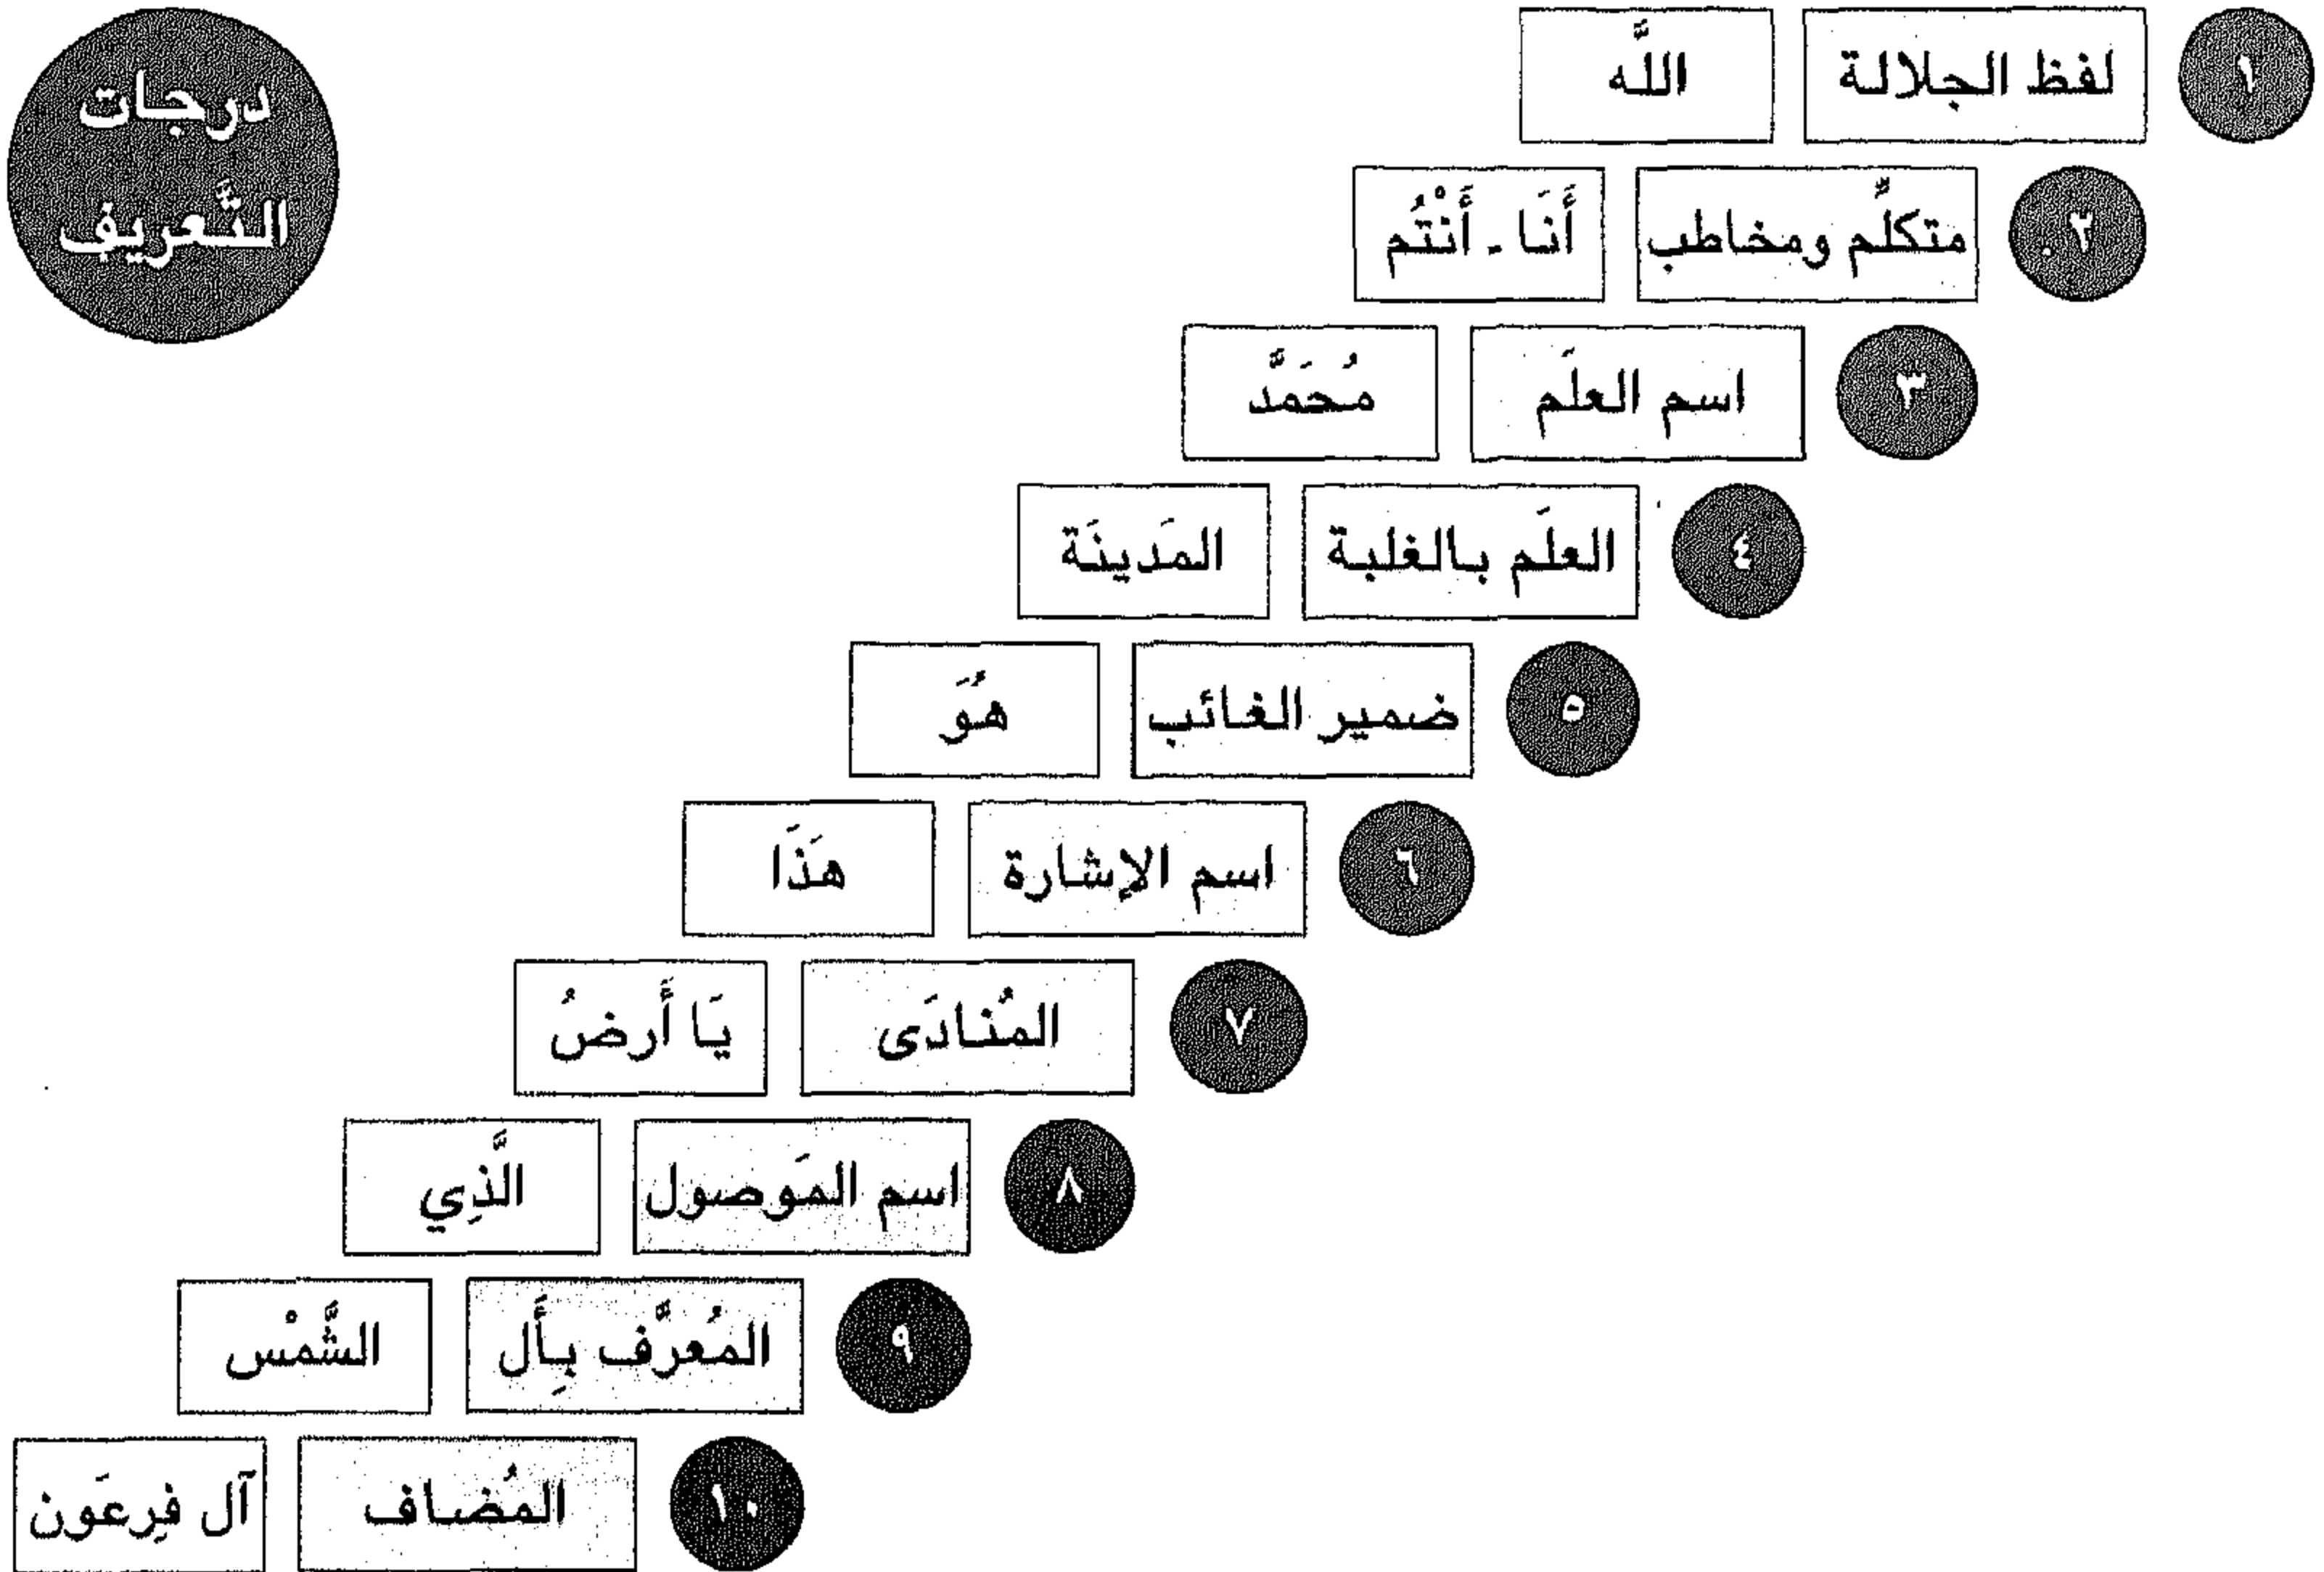 درجات
التَّعريف
١ لفظ الجلالة اللَّه
٢ متكلِّم ومخاطب أَنَا - أَنْتُم
٣ اسم العلَم مُحَمَّد
٤ العلَم بالغلبة المَدينَة
٥ ضمير الغائب هُوَ
٦ اسم الإشارة هَذَا
٧ المُنادَى يَا أَرضُ
٨ اسم المَوصول الَّذِي
٩ المُعرَّف بِأَل الشَّمْس
١٠ المُضاف آل فِرعَون